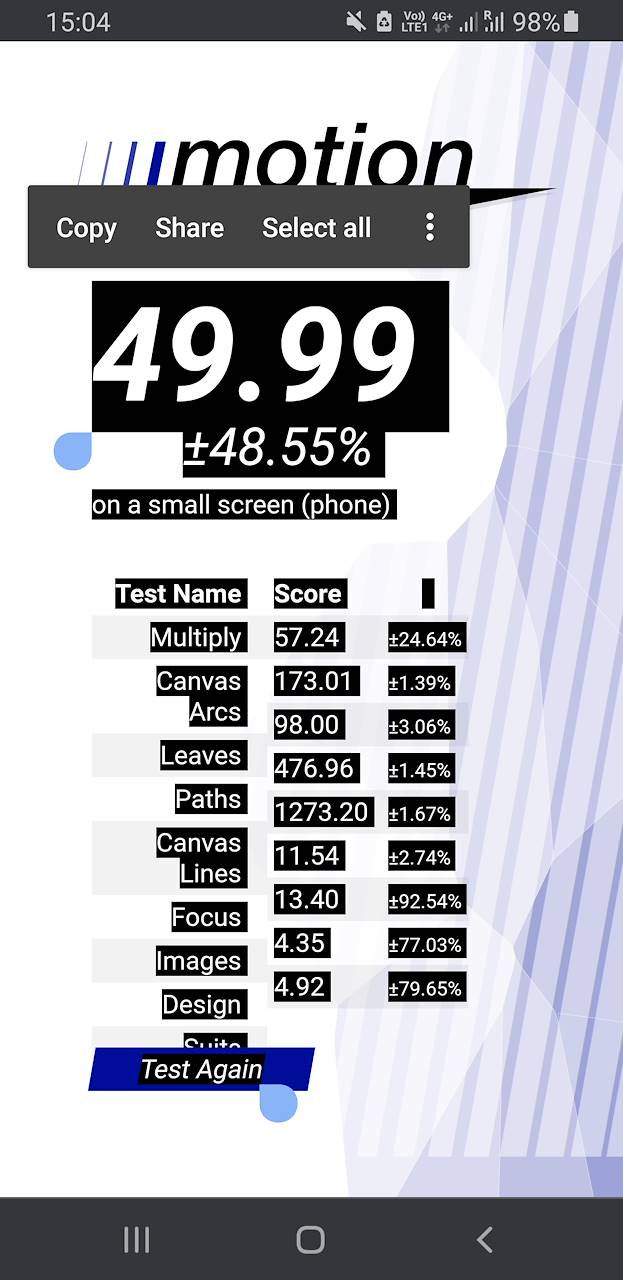 15:04 Vo)) LTE1 4G+ R 98%
motion
Copy Share Select all
49.99
±48.55%
on a small screen (phone)
Test Name Score
Multiply 57.24 ±24.64%
Canvas Arcs 173.01 ±1.39%
Leaves 98.00 ±3.06%
Paths 476.96 ±1.45%
Canvas Lines 1273.20 ±1.67%
Focus 11.54 ±2.74%
Images 13.40 ±92.54%
Design 4.35 ±77.03%
Suits 4.92 ±79.65%
Test Again